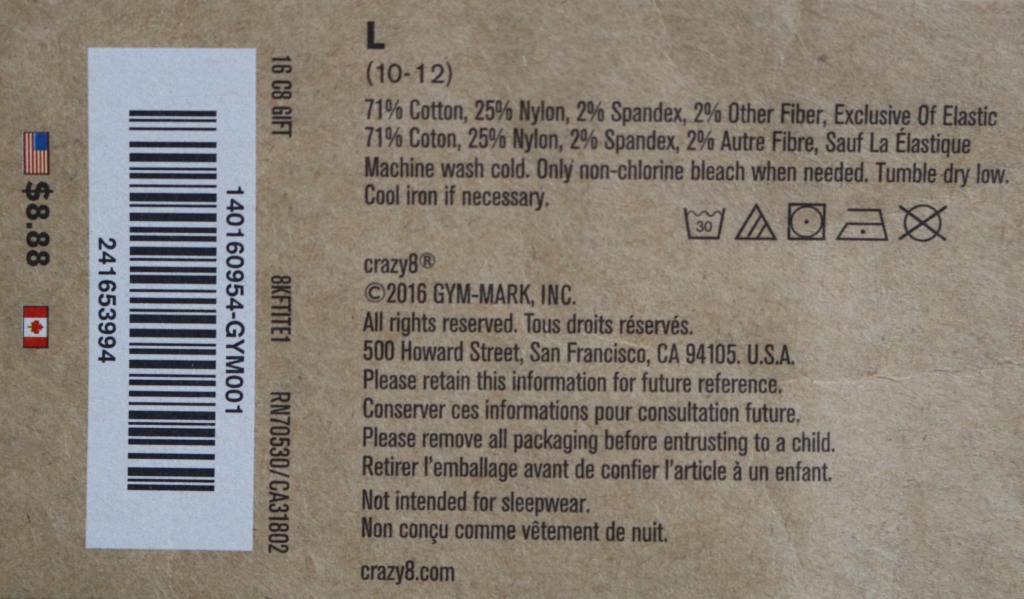 L
(10-12)
71% Cotton, 25% Nylon, 2% Spandex, 2% Other Fiber, Exclusive Of Elastic
71% Coton, 25% Nylon, 2% Spandex, 2% Autre Fibre, Sauf La Élastique
Machine wash cold. Only non-chlorine bleach when needed. Tumble dry low.
Cool iron if necessary.
30
crazy8®
©2016 GYM-MARK, INC.
All rights reserved. Tous droits réservés.
500 Howard Street, San Francisco, CA 94105. U.S.A.
Please retain this information for future reference.
Conserver ces informations pour consultation future.
Please remove all packaging before entrusting to a child.
Retirer l'emballage avant de confier l'article à un enfant.
Not intended for sleepwear.
Non conçu comme vêtement de nuit.
crazy8.com
16 C8 GIFT 8KFTITE1 RN70530/CA31802
140160954-GYM001
241653994
$8.88